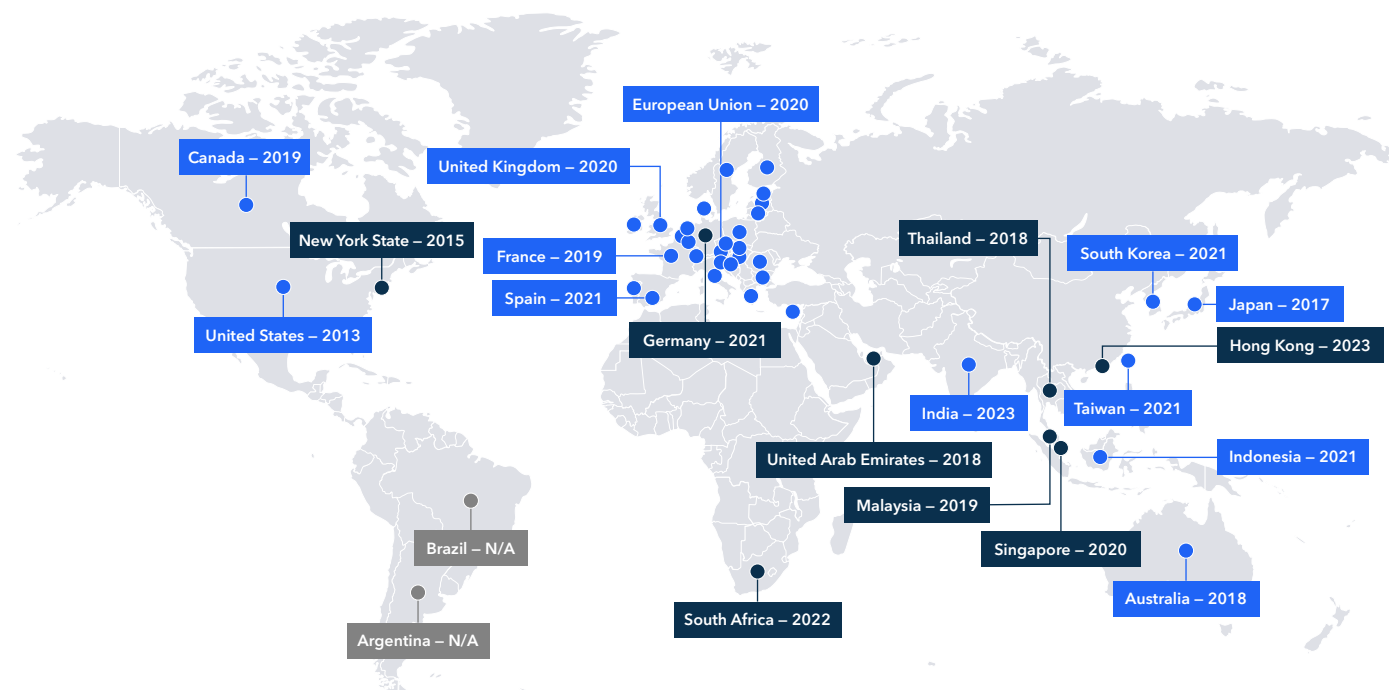 European Union – 2020
Canada – 2019
United Kingdom – 2020
New York State – 2015
Thailand – 2018
South Korea – 2021
France – 2019
Spain – 2021
Japan – 2017
United States – 2013
Germany – 2021
Hong Kong – 2023
India – 2023
Taiwan – 2021
United Arab Emirates – 2018
Indonesia – 2021
Malaysia – 2019
Brazil – N/A
Singapore – 2020
Australia – 2018
South Africa – 2022
Argentina – N/A